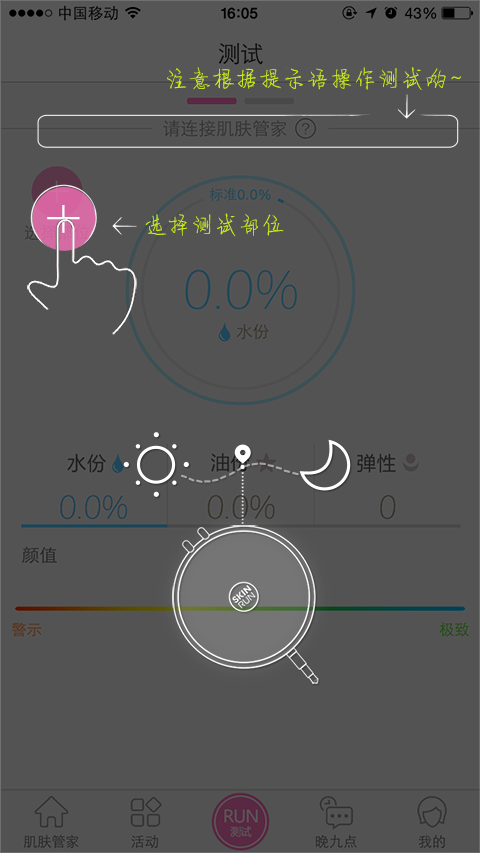 中国移动 16:05 43%
测试
注意根据提示语操作测试的~
请连接肌肤管家 ?
标准0.0%
选择测试部位
0.0%
水份
水份 油份 弹性
0.0% 0.0% 0
颜值
SKIN
RUN
警示 极致
RUN
测试
肌肤管家 活动 晚九点 我的